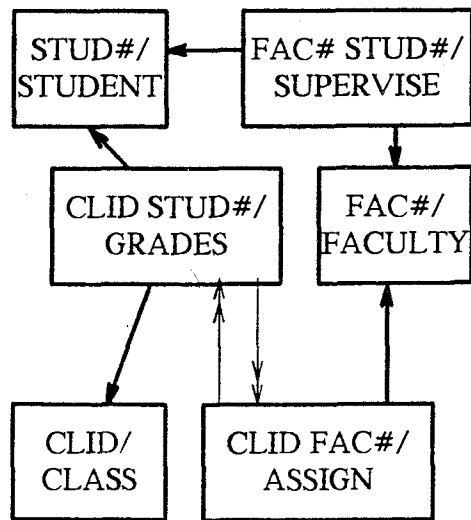 STUD#/
STUDENT
FAC# STUD#/
SUPERVISE
CLID STUD#/
GRADES
FAC#/
FACULTY
CLID/
CLASS
CLID FAC#/
ASSIGN